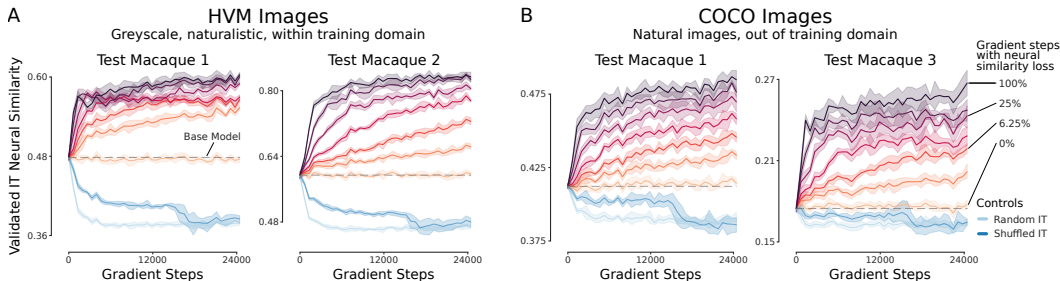 A
HVM Images
Greyscale, naturalistic, within training domain
Validated IT Neural Similarity
Test Macaque 1
0.60
0.48
0.36
Base Model
0
12000
24000
Gradient Steps
Test Macaque 2
0.80
0.64
0.48
0
12000
24000
Gradient Steps
B
COCO Images
Natural images, out of training domain
Test Macaque 1
0.475
0.425
0.375
0
12000
24000
Gradient Steps
Test Macaque 3
0.27
0.21
0.15
0
12000
24000
Gradient Steps
Gradient steps
with neural
similarity loss
100%
25%
6.25%
0%
Controls
Random IT
Shuffled IT